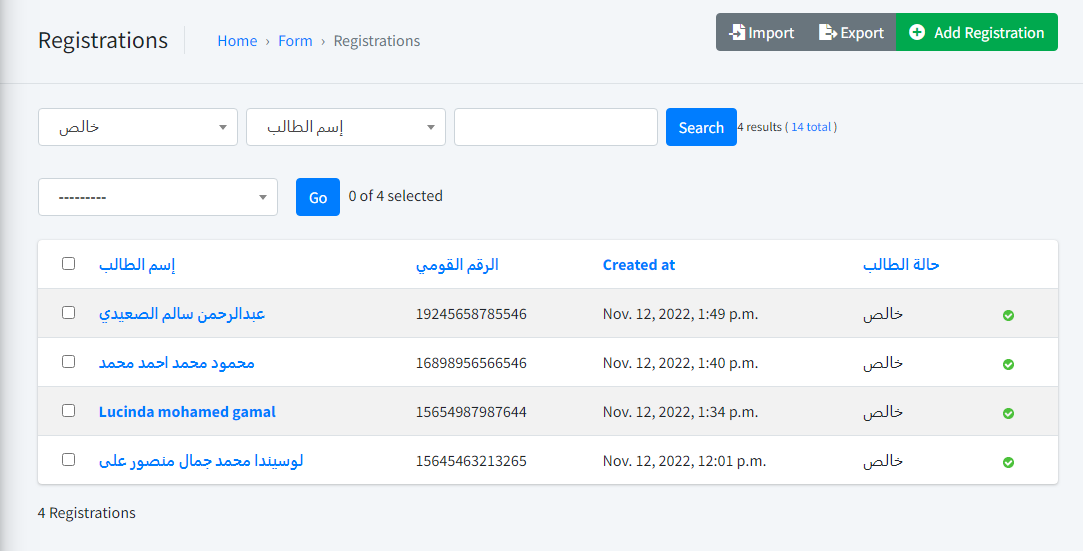 Registrations
Home › Form › Registrations
Import Export Add Registration
خالص إسم الطالب Search 4 results ( 14 total )
--------- Go 0 of 4 selected
إسم الطالب الرقم القومي Created at حالة الطالب
عبدالرحمن سالم الصعيدي 19245658785546 Nov. 12, 2022, 1:49 p.m. خالص
محمود محمد احمد محمد 16898956566546 Nov. 12, 2022, 1:40 p.m. خالص
Lucinda mohamed gamal 15654987987644 Nov. 12, 2022, 1:34 p.m. خالص
لوسيندا محمد جمال منصور على 15645463213265 Nov. 12, 2022, 12:01 p.m. خالص
4 Registrations